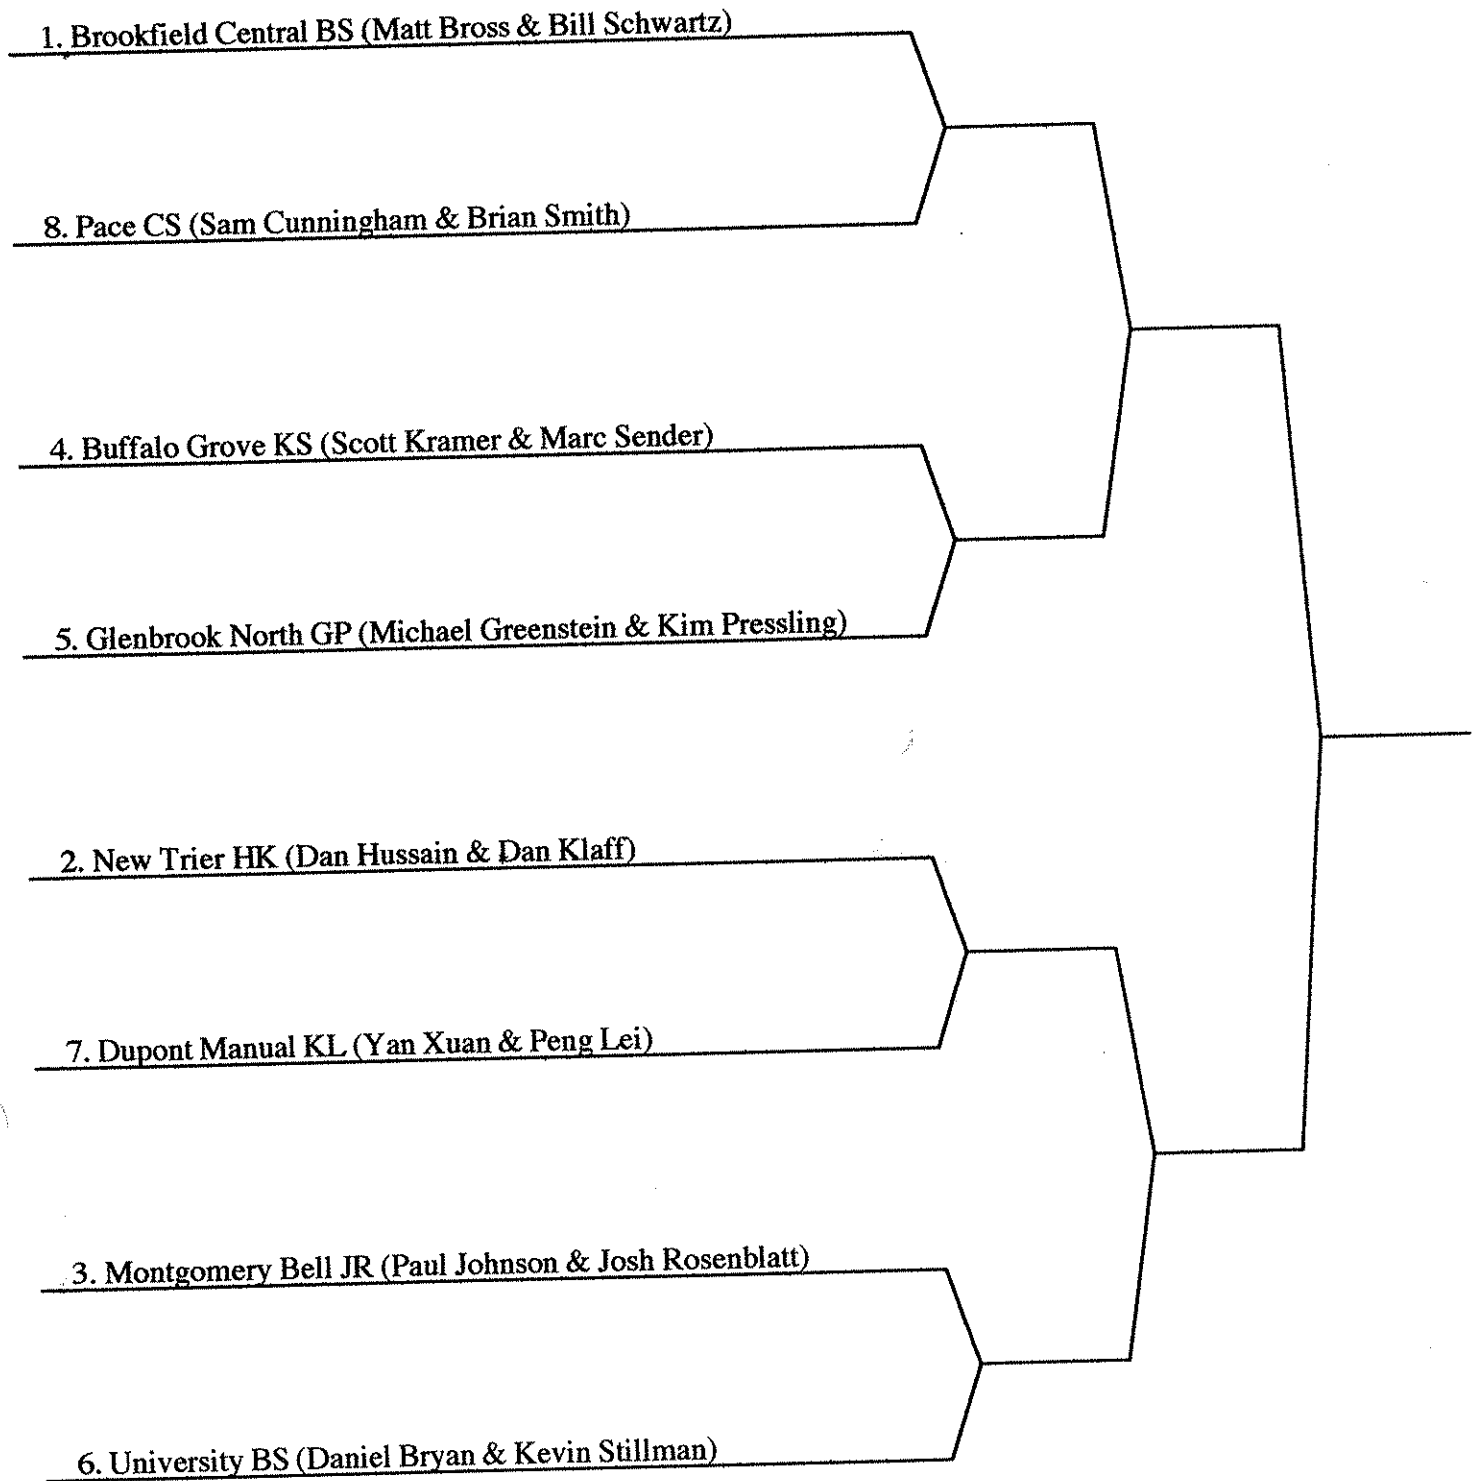 1. Brookfield Central BS (Matt Bross & Bill Schwartz)
8. Pace CS (Sam Cunningham & Brian Smith)
4. Buffalo Grove KS (Scott Kramer & Marc Sender)
5. Glenbrook North GP (Michael Greenstein & Kim Pressling)
2. New Trier HK (Dan Hussain & Dan Klaff)
7. Dupont Manual KL (Yan Xuan & Peng Lei)
3. Montgomery Bell JR (Paul Johnson & Josh Rosenblatt)
6. University BS (Daniel Bryan & Kevin Stillman)